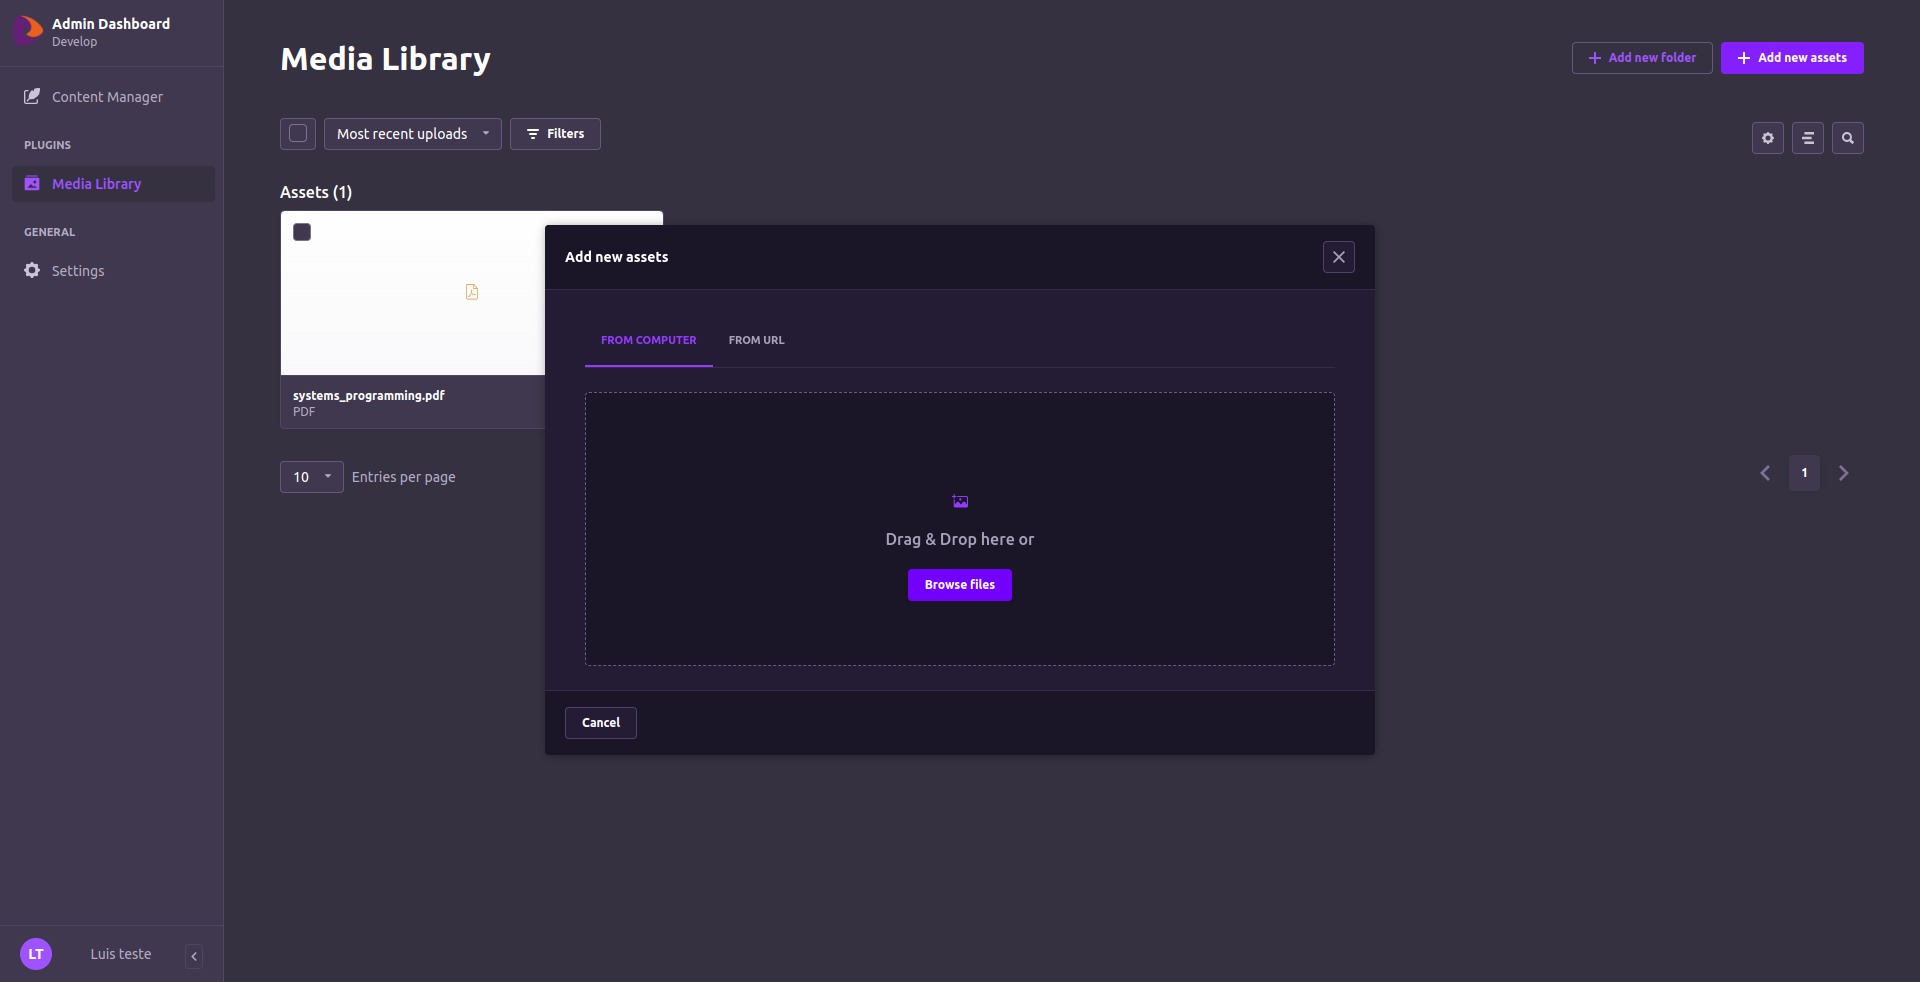 Admin Dashboard
Develop
Content Manager
PLUGINS
Media Library
GENERAL
Settings
LT
Luis teste
Media Library
Add new folder
Add new assets
Most recent uploads
Filters
Assets (1)
systems_programming.pdf
PDF
10
Entries per page
1
Add new assets
FROM COMPUTER
FROM URL
Drag & Drop here or
Browse files
Cancel